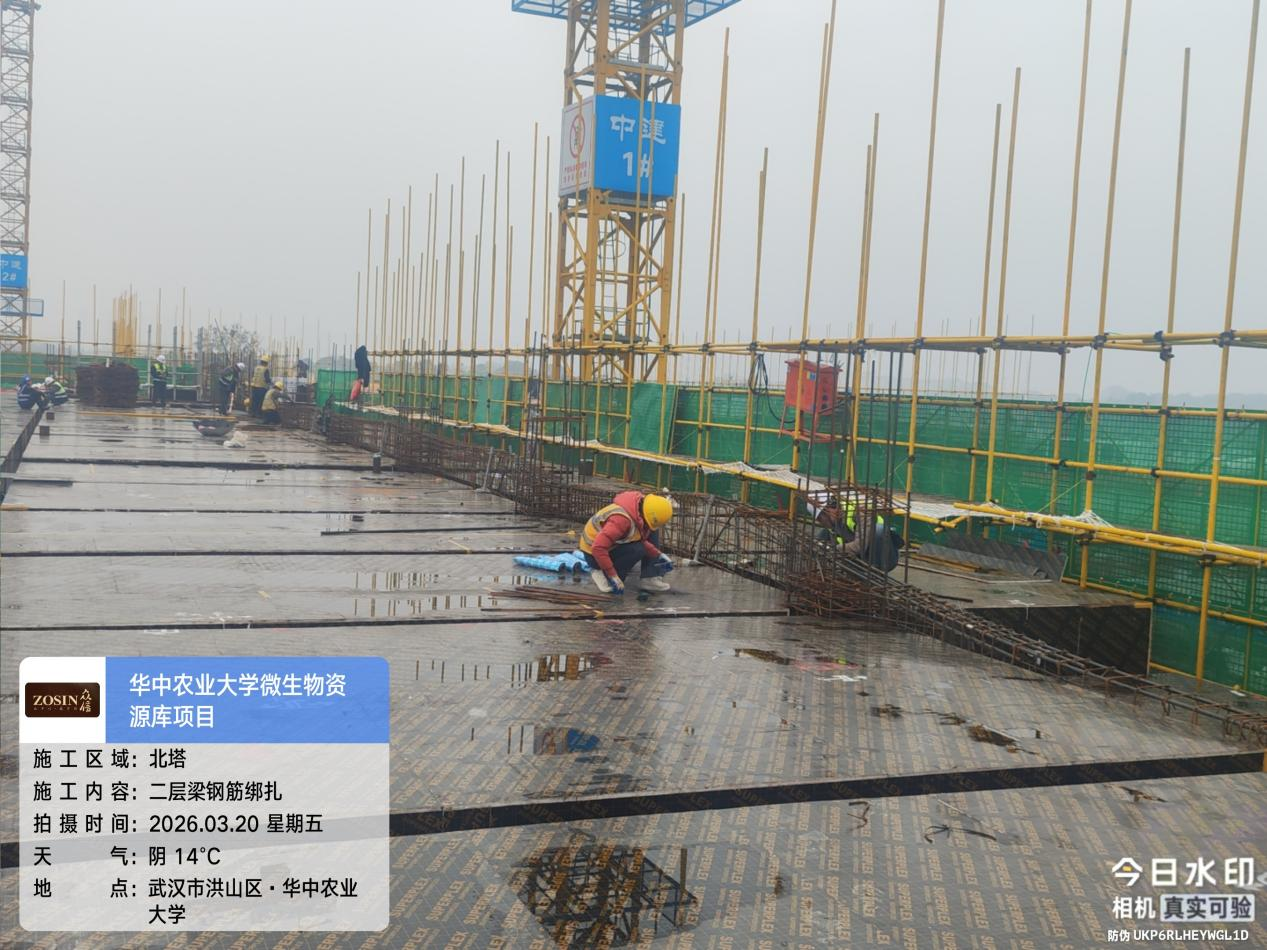 中建
1#
中建
2#
ZOSIN 众信
华中农业大学微生物资
源库项目
施工区域：北塔
施工内容：二层梁钢筋绑扎
拍摄时间：2026.03.20 星期五
天气：阴 14°C
地点：武汉市洪山区·华中农业
大学
今日水印
相机 真实可验
防伪 UKP6RLHEYWGL1D